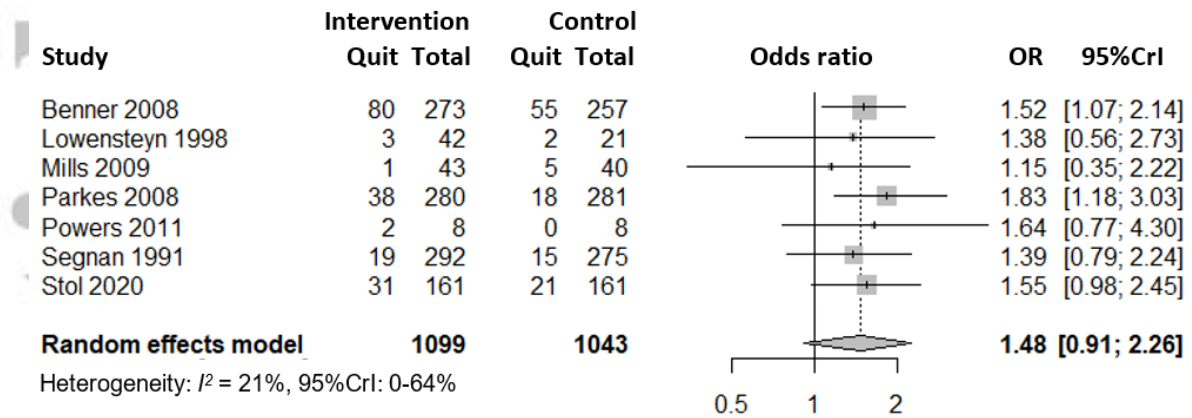 Intervention Control
Study Quit Total Quit Total Odds ratio OR 95%CrI
Benner 2008 80 273 55 257 1.52 [1.07; 2.14]
Lowensteyn 1998 3 42 2 21 1.38 [0.56; 2.73]
Mills 2009 1 43 5 40 1.15 [0.35; 2.22]
Parkes 2008 38 280 18 281 1.83 [1.18; 3.03]
Powers 2011 2 8 0 8 1.64 [0.77; 4.30]
Segnan 1991 19 292 15 275 1.39 [0.79; 2.24]
Stol 2020 31 161 21 161 1.55 [0.98; 2.45]
Random effects model 1099 1043 1.48 [0.91; 2.26]
Heterogeneity: I² = 21%, 95%CrI: 0-64%
0.5 1 2